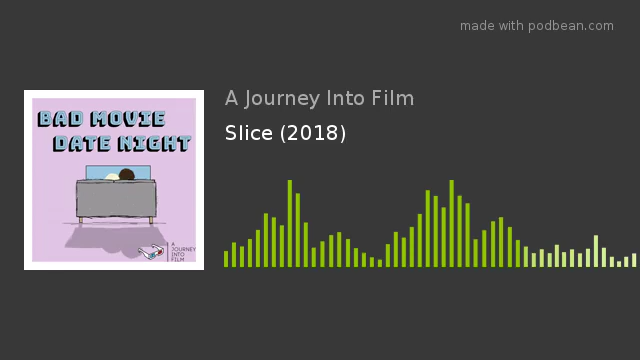 made with podbean.com
A Journey Into Film
Slice (2018)
BAD MOVIE
DATE NIGHT
A
JOURNEY
INTO
FILM